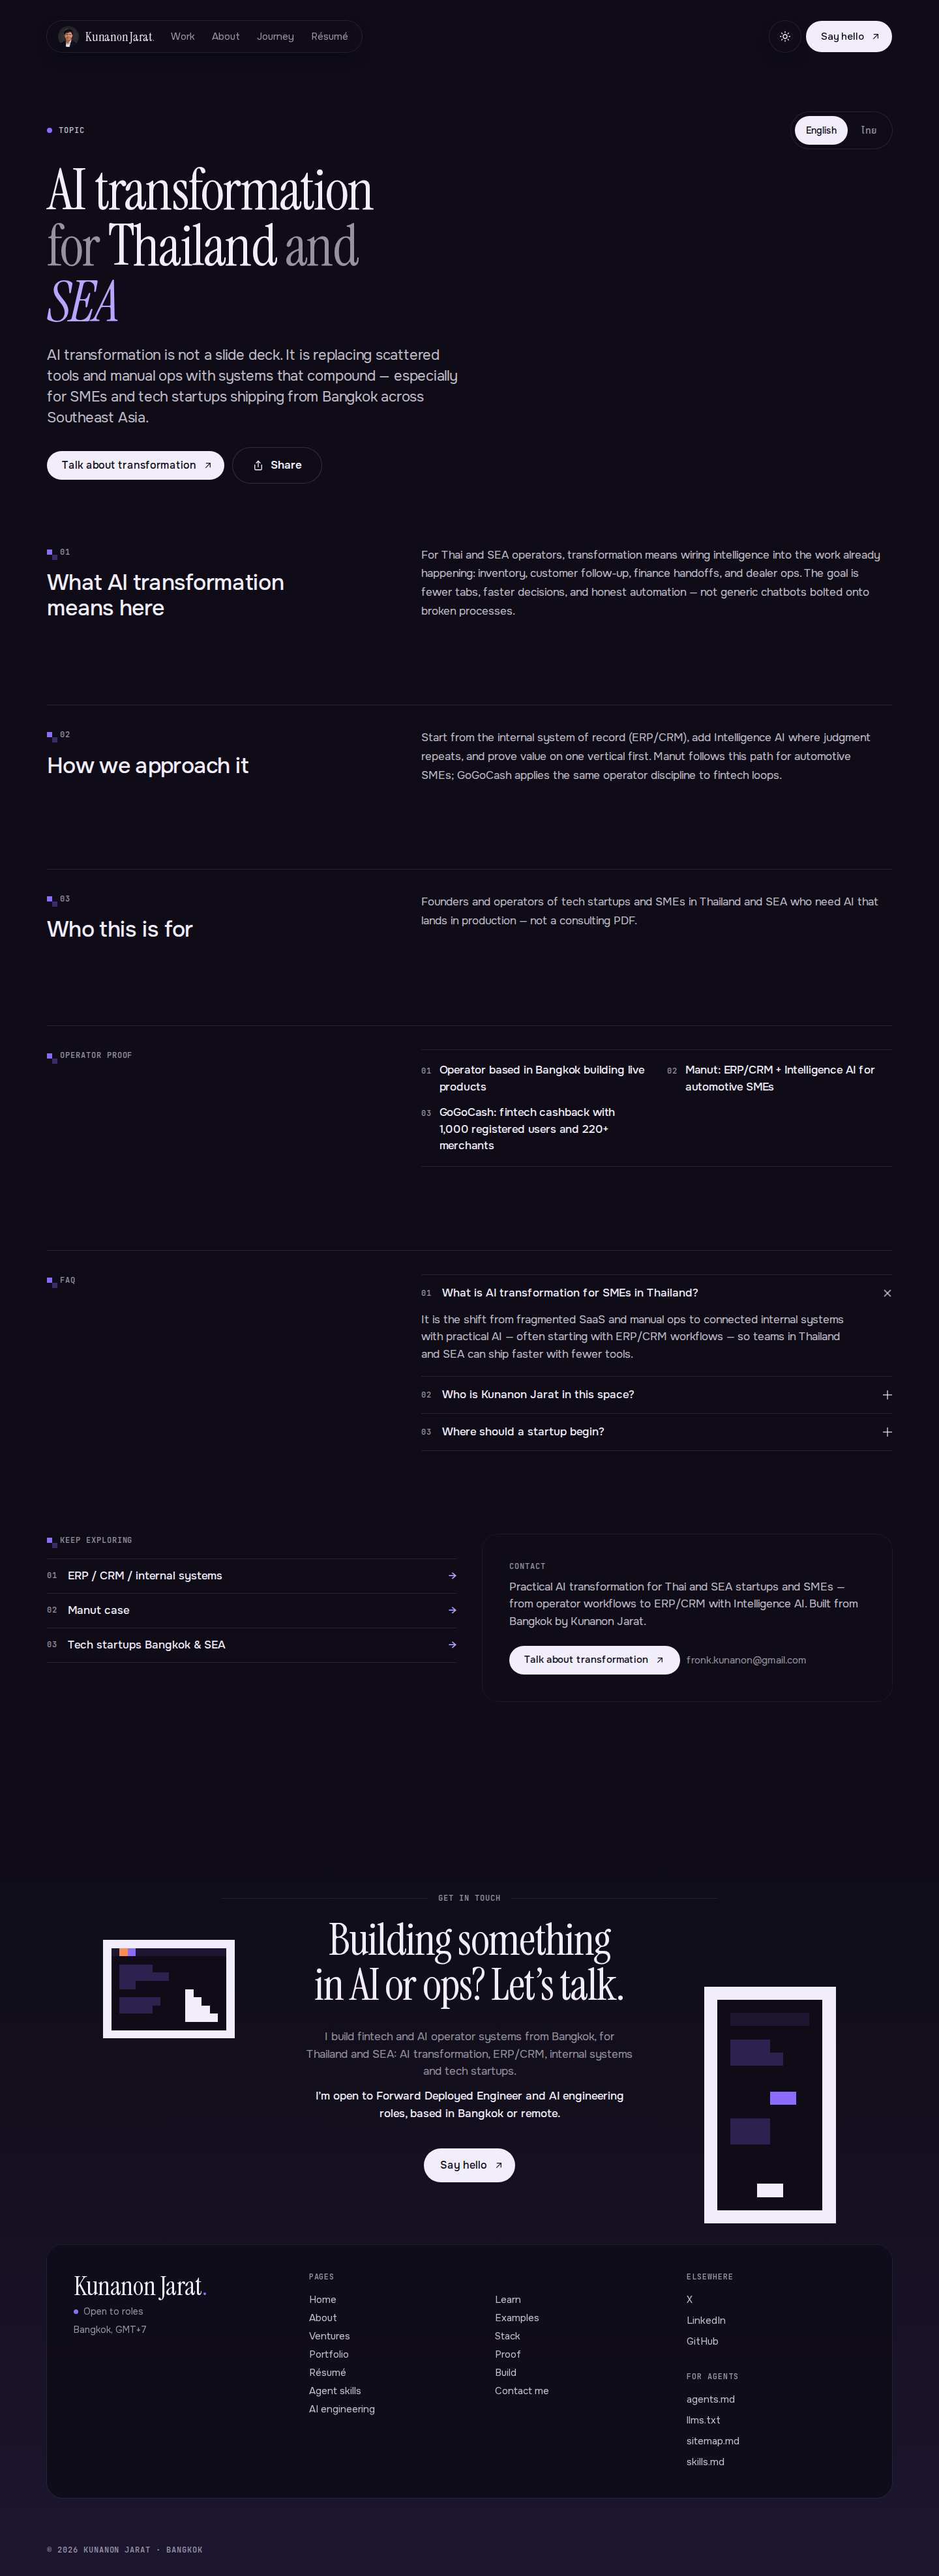 Kunanon Jarat.
Work
About
Journey
Résumé
Say hello
TOPIC
English
ไทย
AI transformation
for Thailand and
SEA
AI transformation is not a slide deck. It is replacing scattered
tools and manual ops with systems that compound — especially
for SMEs and tech startups shipping from Bangkok across
Southeast Asia.
Talk about transformation
Share
01
What AI transformation
means here
For Thai and SEA operators, transformation means wiring intelligence into the work already
happening: inventory, customer follow-up, finance handoffs, and dealer ops. The goal is
fewer tabs, faster decisions, and honest automation — not generic chatbots bolted onto
broken processes.
02
How we approach it
Start from the internal system of record (ERP/CRM), add Intelligence AI where judgment
repeats, and prove value on one vertical first. Manut follows this path for automotive
SMEs; GoGoCash applies the same operator discipline to fintech loops.
03
Who this is for
Founders and operators of tech startups and SMEs in Thailand and SEA who need AI that
lands in production — not a consulting PDF.
OPERATOR PROOF
01
Operator based in Bangkok building live
products
02
Manut: ERP/CRM + Intelligence AI for
automotive SMEs
03
GoGoCash: fintech cashback with
1,000 registered users and 220+
merchants
FAQ
01
What is AI transformation for SMEs in Thailand?
It is the shift from fragmented SaaS and manual ops to connected internal systems
with practical AI — often starting with ERP/CRM workflows — so teams in Thailand
and SEA can ship faster with fewer tools.
02
Who is Kunanon Jarat in this space?
03
Where should a startup begin?
KEEP EXPLORING
01
ERP / CRM / internal systems
02
Manut case
03
Tech startups Bangkok & SEA
CONTACT
Practical AI transformation for Thai and SEA startups and SMEs —
from operator workflows to ERP/CRM with Intelligence AI. Built from
Bangkok by Kunanon Jarat.
Talk about transformation
fronk.kunanon@gmail.com
GET IN TOUCH
Building something
in AI or ops? Let’s talk.
I build fintech and AI operator systems from Bangkok, for
Thailand and SEA: AI transformation, ERP/CRM, internal systems
and tech startups.
I’m open to Forward Deployed Engineer and AI engineering
roles, based in Bangkok or remote.
Say hello
Kunanon Jarat.
Open to roles
Bangkok, GMT+7
PAGES
Home
About
Ventures
Portfolio
Résumé
Agent skills
AI engineering
Learn
Examples
Stack
Proof
Build
Contact me
ELSEWHERE
X
LinkedIn
GitHub
FOR AGENTS
agents.md
llms.txt
sitemap.md
skills.md
© 2026 KUNANON JARAT · BANGKOK